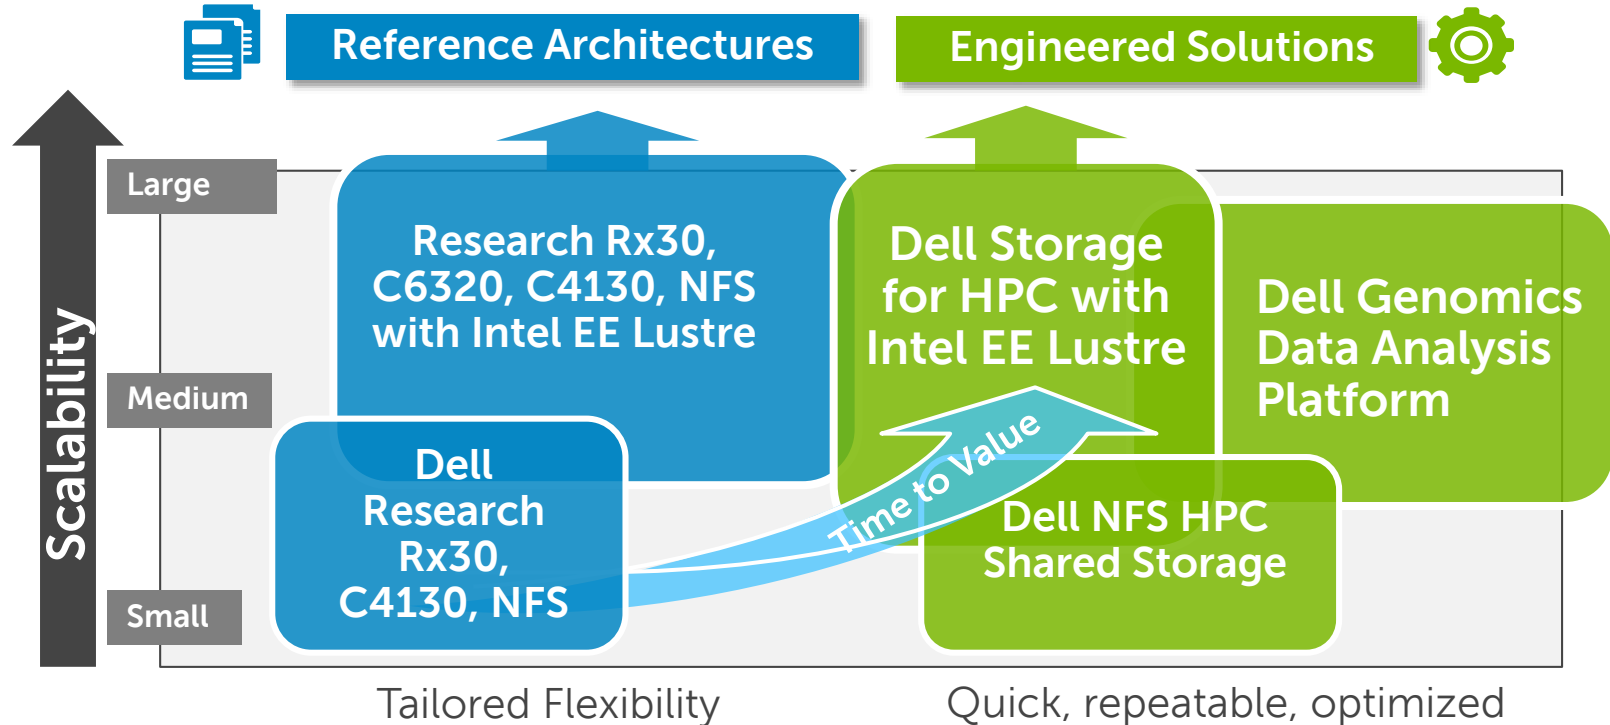 Reference Architectures
Engineered Solutions
Scalability
Large
Medium
Small
Research Rx30,
C6320, C4130, NFS
with Intel EE Lustre
Dell
Research
Rx30,
C4130, NFS
Dell Storage
for HPC with
Intel EE Lustre
Dell Genomics
Data Analysis
Platform
Time to Value
Dell NFS HPC
Shared Storage
Tailored Flexibility
Quick, repeatable, optimized